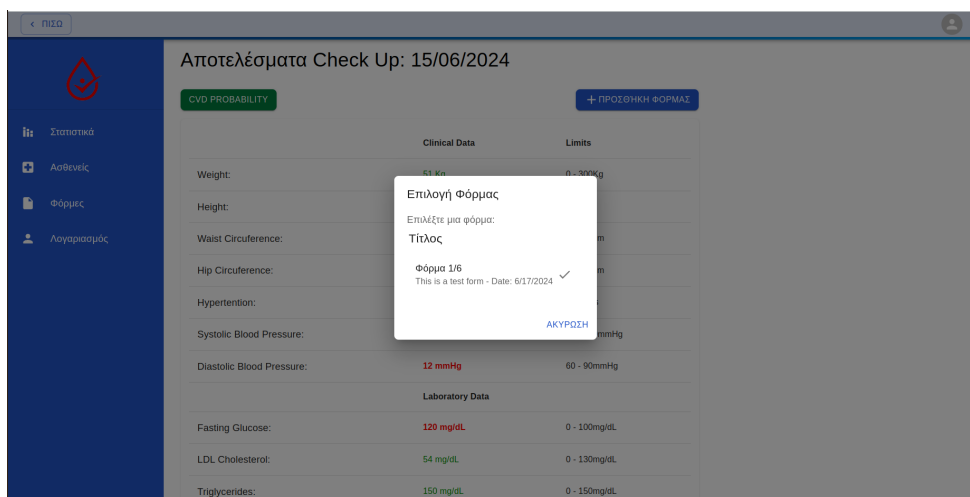 ΠΙΣΩ
Αποτελέσματα Check Up: 15/06/2024
CVD PROBABILITY
ΠΡΟΣΘΉΚΗ ΦΟΡΜΑΣ
Στατιστικά
Ασθενείς
Φόρμες
Λογαριασμός
Clinical Data Limits
Weight: 51 Kg 0 - 300Kg
Height:
Waist Circuference: m
Hip Circuference: m
Hypertention:
Systolic Blood Pressure: mmHg
Diastolic Blood Pressure: 12 mmHg 60 - 90mmHg
Laboratory Data
Fasting Glucose: 120 mg/dL 0 - 100mg/dL
LDL Cholesterol: 54 mg/dL 0 - 130mg/dL
Triglycerides: 150 mg/dL 0 - 150mg/dL
Επιλογή Φόρμας
Επιλέξτε μια φόρμα:
Τίτλος
Φόρμα 1/6
This is a test form - Date: 6/17/2024
ΑΚΥΡΩΣΗ